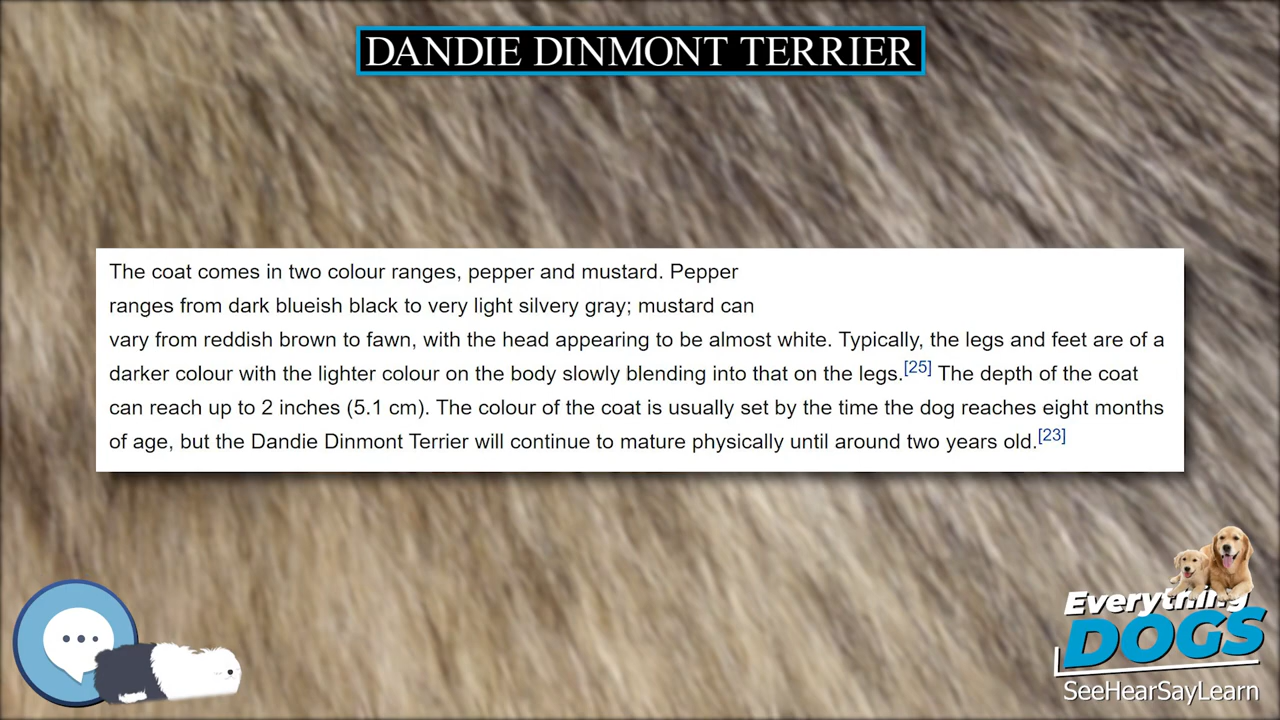 DANDIE DINMONT TERRIER
The coat comes in two colour ranges, pepper and mustard. Pepper
ranges from dark blueish black to very light silvery gray; mustard can
vary from reddish brown to fawn, with the head appearing to be almost white. Typically, the legs and feet are of a
darker colour with the lighter colour on the body slowly blending into that on the legs.[25] The depth of the coat
can reach up to 2 inches (5.1 cm). The colour of the coat is usually set by the time the dog reaches eight months
of age, but the Dandie Dinmont Terrier will continue to mature physically until around two years old.[23]
Everything
DOGS
SeeHearSayLearn